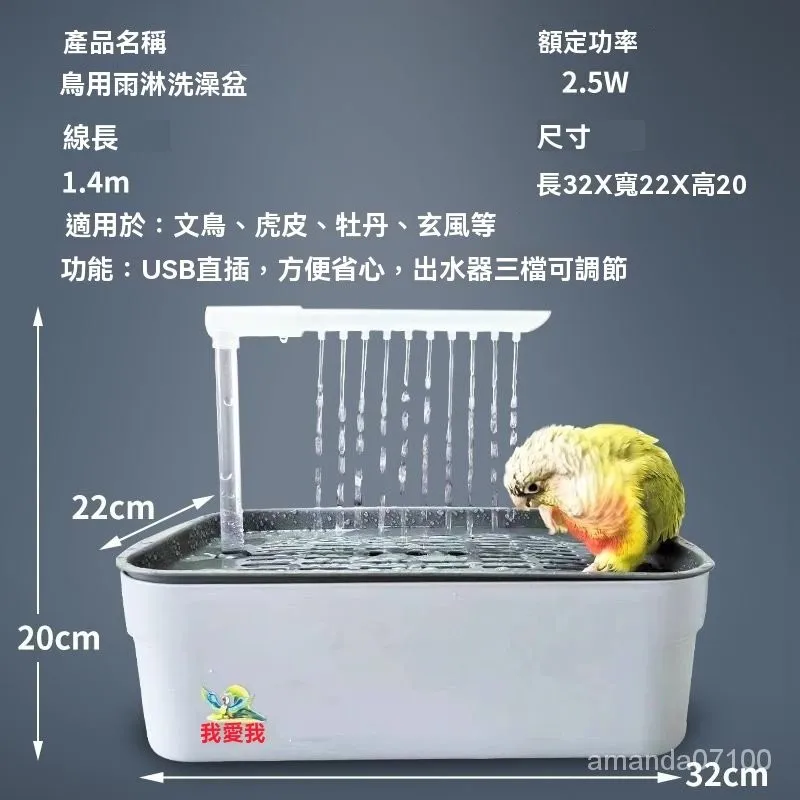 產品名稱
額定功率
鳥用雨淋洗澡盆
2.5W
線長
尺寸
1.4m
長32X寬22X高20
適用於：文鳥、虎皮、牡丹、玄風等
功能：USB直插，方便省心，出水器三檔可調節
22cm
20cm
我愛我
amanda07100
32cm